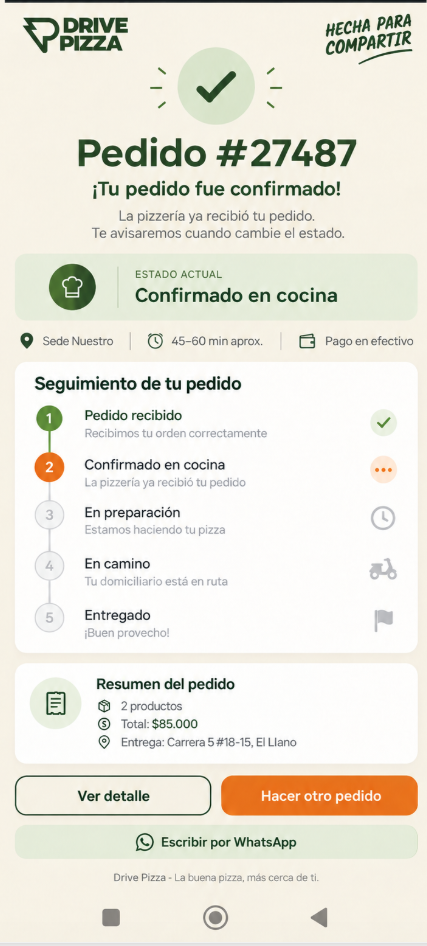 DRIVE
PIZZA
HECHA PARA
COMPARTIR
Pedido #27487
¡Tu pedido fue confirmado!
La pizzería ya recibió tu pedido.
Te avisaremos cuando cambie el estado.
ESTADO ACTUAL
Confirmado en cocina
Sede Nuestro
45–60 min aprox.
Pago en efectivo
Seguimiento de tu pedido
1
Pedido recibido
Recibimos tu orden correctamente
2
Confirmado en cocina
La pizzería ya recibió tu pedido
3
En preparación
Estamos haciendo tu pizza
4
En camino
Tu domiciliario está en ruta
5
Entregado
¡Buen provecho!
Resumen del pedido
2 productos
Total: $85.000
Entrega: Carrera 5 #18-15, El Llano
Ver detalle
Hacer otro pedido
Escribir por WhatsApp
Drive Pizza - La buena pizza, más cerca de ti.